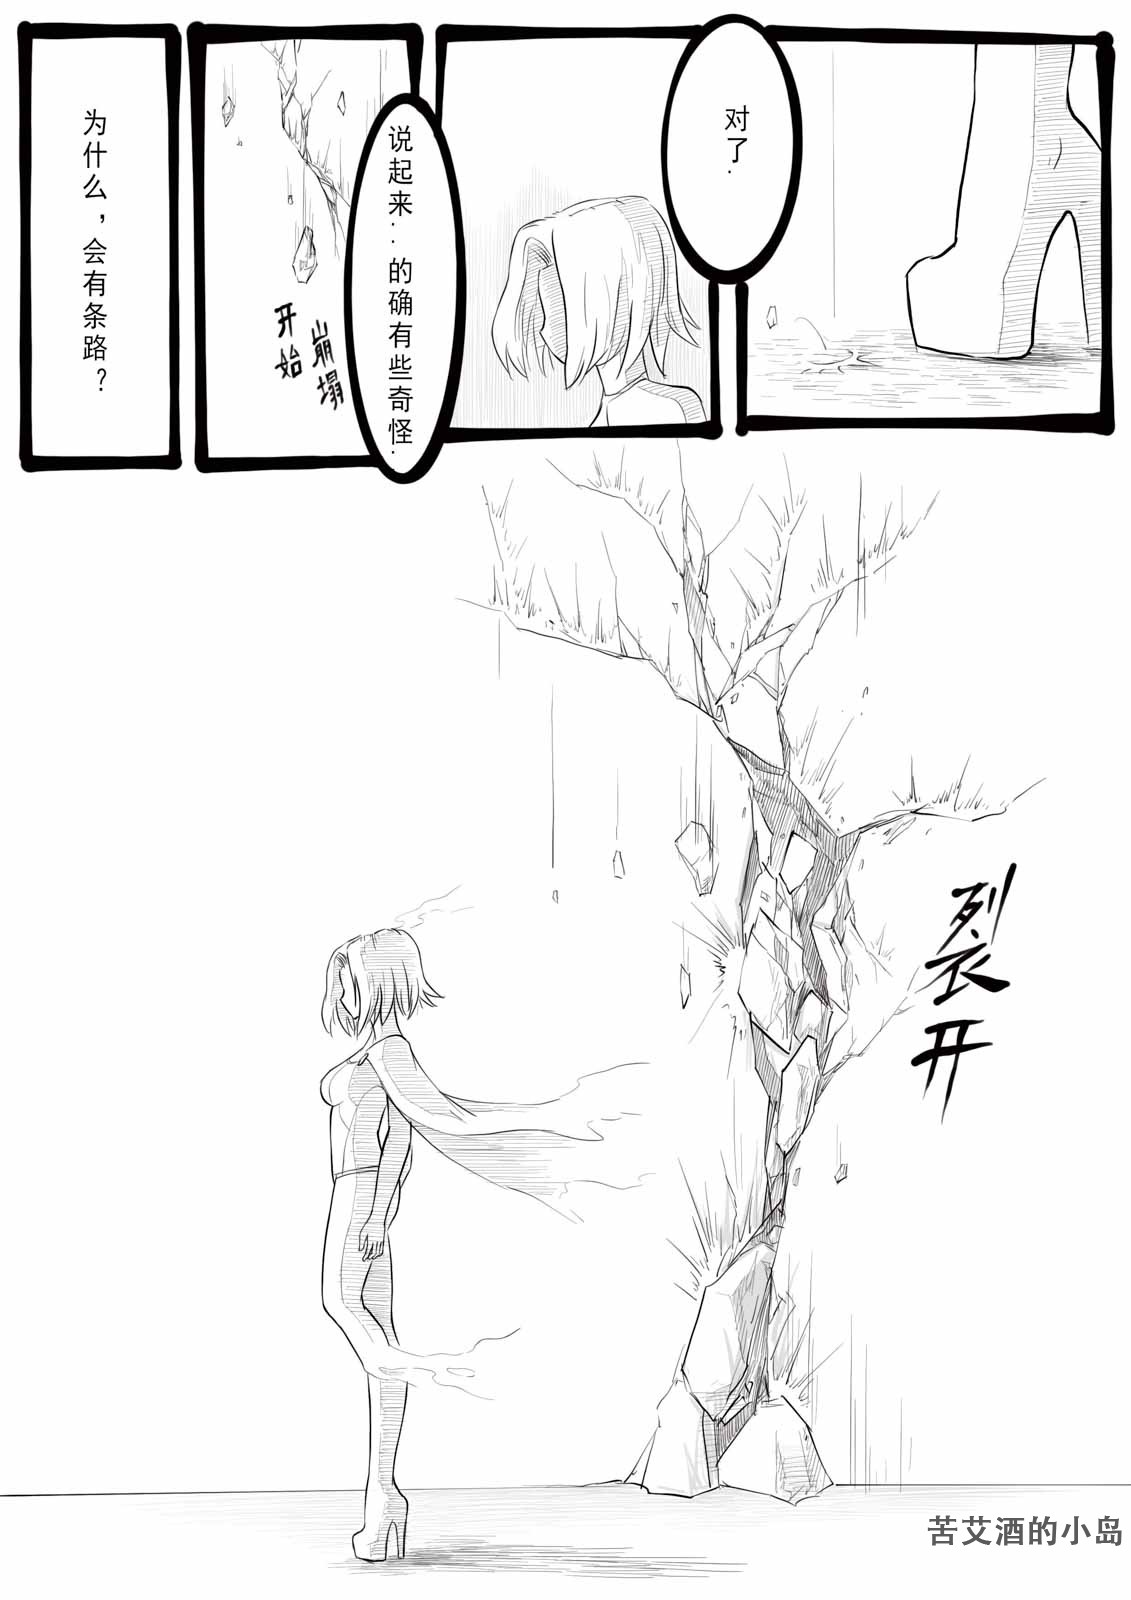 对了.
说起来..的确有些奇怪.
开始
崩塌
为什么，会有条路？
裂开
苦艾酒的小岛